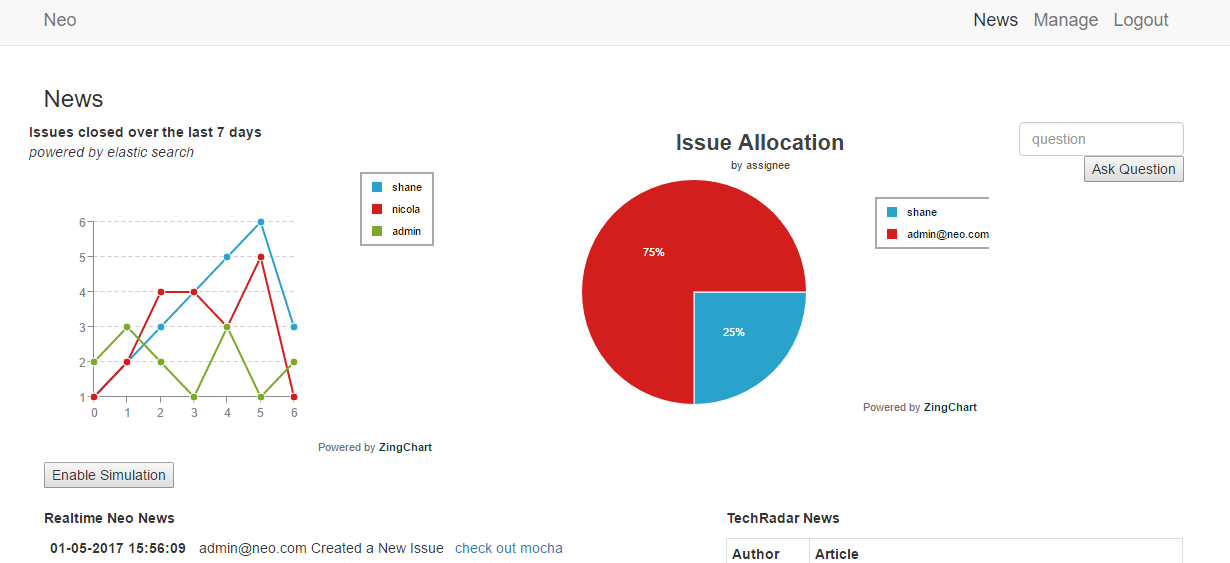 Neo
News Manage Logout
News
Issues closed over the last 7 days
powered by elastic search
shane
nicola
admin
6
5
4
3
2
1
0 1 2 3 4 5 6
Powered by ZingChart
Issue Allocation
by assignee
75%
25%
shane
admin@neo.com
Powered by ZingChart
question
Ask Question
Enable Simulation
Realtime Neo News
01-05-2017 15:56:09 admin@neo.com Created a New Issue check out mocha
TechRadar News
Author Article